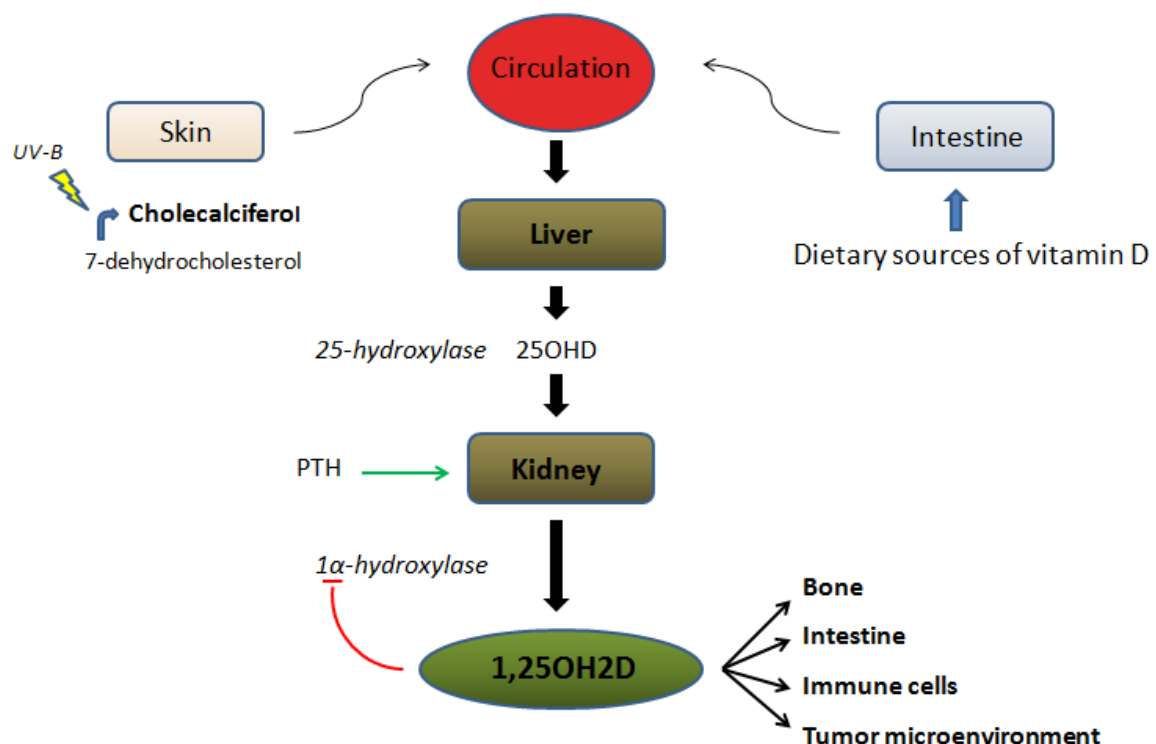 Circulation
Skin
Intestine
UV-B
Cholecalciferol
7-dehydrocholesterol
Liver
Dietary sources of vitamin D
25-hydroxylase 25OHD
PTH
Kidney
1α-hydroxylase
1,25OH2D
Bone
Intestine
Immune cells
Tumor microenvironment